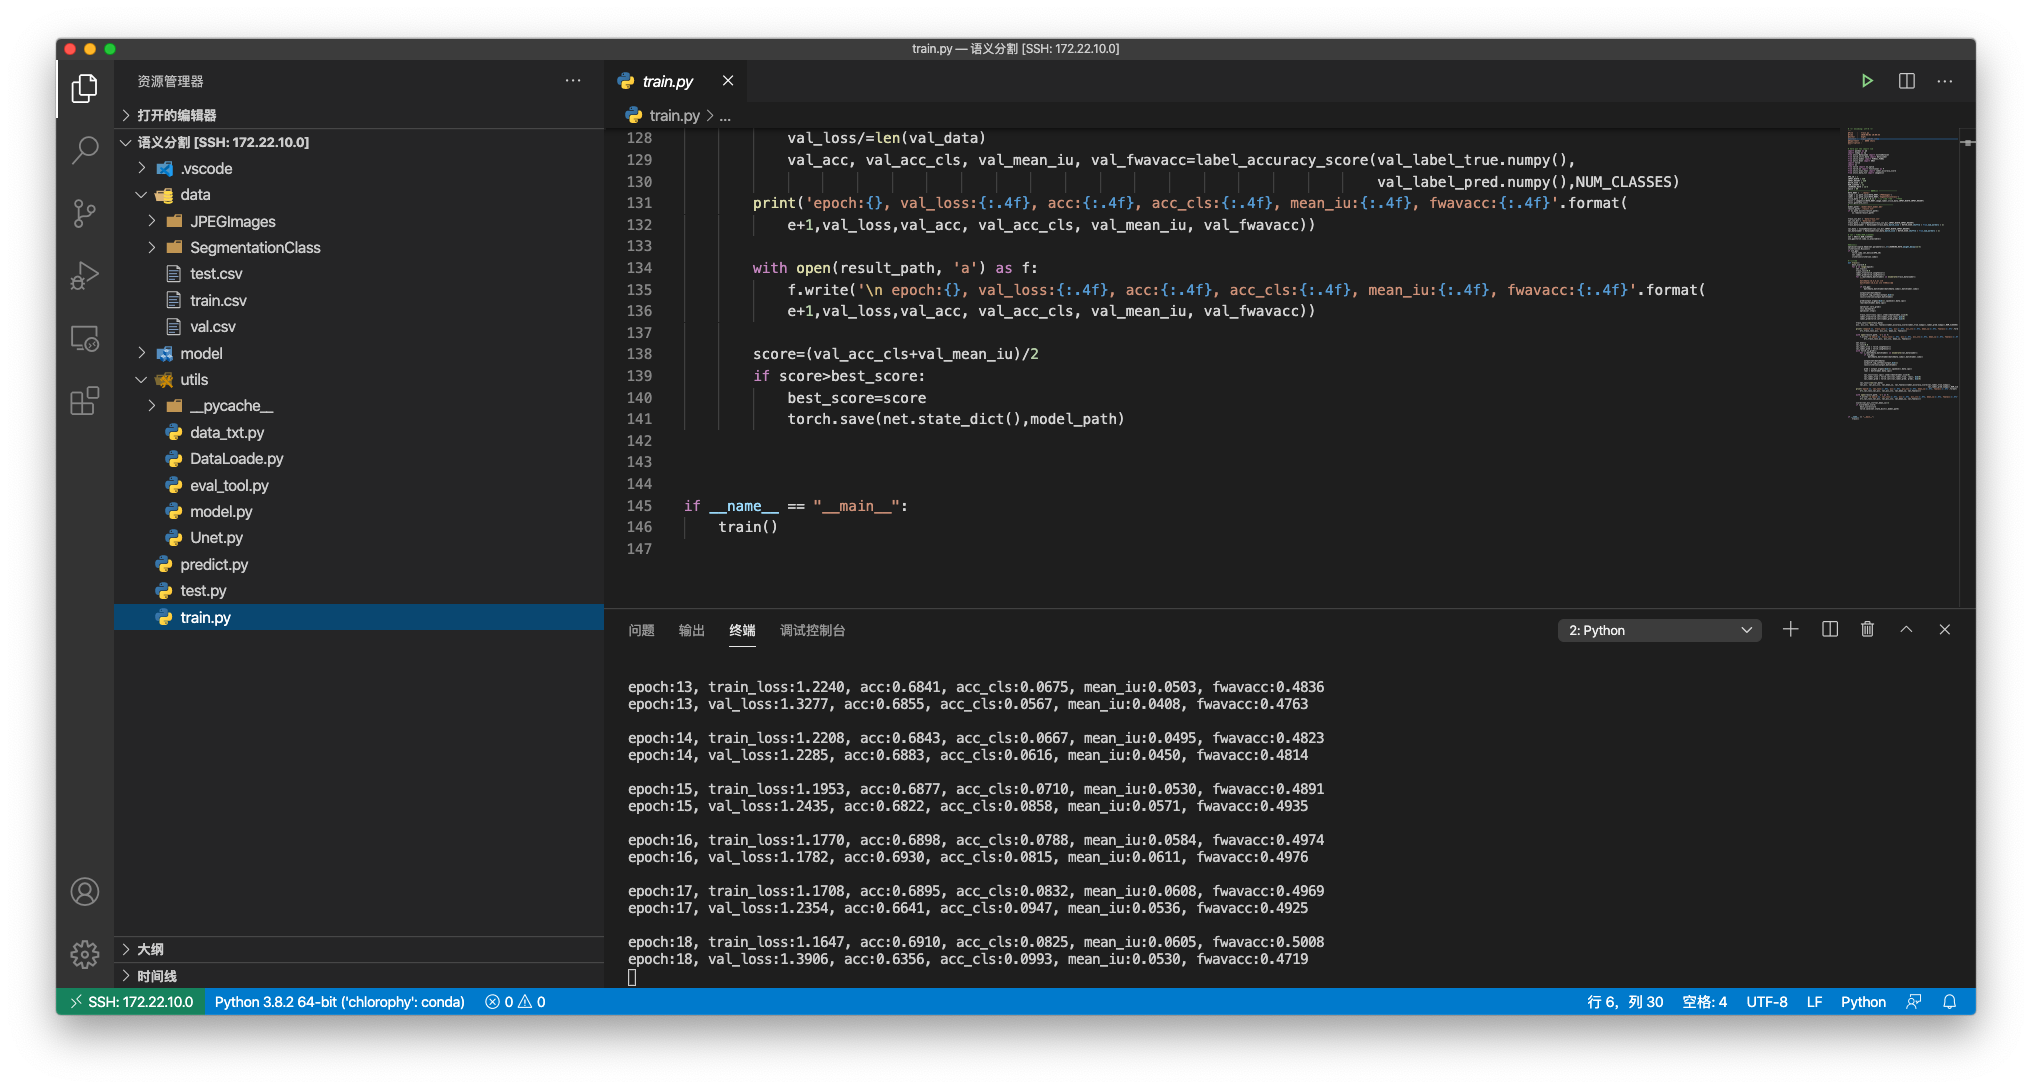 train.py — 语义分割 [SSH: 172.22.10.0]
资源管理器
打开的编辑器
语义分割 [SSH: 172.22.10.0]
.vscode
data
JPEGImages
SegmentationClass
test.csv
train.csv
val.csv
model
utils
__pycache__
data_txt.py
DataLoade.py
eval_tool.py
model.py
Unet.py
predict.py
test.py
train.py
大纲
时间线
train.py
train.py > ...
128 val_loss/=len(val_data)
129 val_acc, val_acc_cls, val_mean_iu, val_fwavacc=label_accuracy_score(val_label_true.numpy(),
130 val_label_pred.numpy(),NUM_CLASSES)
131 print('epoch:{}, val_loss:{:.4f}, acc:{:.4f}, acc_cls:{:.4f}, mean_iu:{:.4f}, fwavacc:{:.4f}'.format(
132 e+1,val_loss,val_acc, val_acc_cls, val_mean_iu, val_fwavacc))
133
134 with open(result_path, 'a') as f:
135 f.write('\n epoch:{}, val_loss:{:.4f}, acc:{:.4f}, acc_cls:{:.4f}, mean_iu:{:.4f}, fwavacc:{:.4f}'.format(
136 e+1,val_loss,val_acc, val_acc_cls, val_mean_iu, val_fwavacc))
137
138 score=(val_acc_cls+val_mean_iu)/2
139 if score>best_score:
140 best_score=score
141 torch.save(net.state_dict(),model_path)
142
143
144
145 if __name__ == "__main__":
146 train()
147
问题 输出 终端 调试控制台 2: Python
epoch:13, train_loss:1.2240, acc:0.6841, acc_cls:0.0675, mean_iu:0.0503, fwavacc:0.4836
epoch:13, val_loss:1.3277, acc:0.6855, acc_cls:0.0567, mean_iu:0.0408, fwavacc:0.4763
epoch:14, train_loss:1.2208, acc:0.6843, acc_cls:0.0667, mean_iu:0.0495, fwavacc:0.4823
epoch:14, val_loss:1.2285, acc:0.6883, acc_cls:0.0616, mean_iu:0.0450, fwavacc:0.4814
epoch:15, train_loss:1.1953, acc:0.6877, acc_cls:0.0710, mean_iu:0.0530, fwavacc:0.4891
epoch:15, val_loss:1.2435, acc:0.6822, acc_cls:0.0858, mean_iu:0.0571, fwavacc:0.4935
epoch:16, train_loss:1.1770, acc:0.6898, acc_cls:0.0788, mean_iu:0.0584, fwavacc:0.4974
epoch:16, val_loss:1.1782, acc:0.6930, acc_cls:0.0815, mean_iu:0.0611, fwavacc:0.4976
epoch:17, train_loss:1.1708, acc:0.6895, acc_cls:0.0832, mean_iu:0.0608, fwavacc:0.4969
epoch:17, val_loss:1.2354, acc:0.6641, acc_cls:0.0947, mean_iu:0.0536, fwavacc:0.4925
epoch:18, train_loss:1.1647, acc:0.6910, acc_cls:0.0825, mean_iu:0.0605, fwavacc:0.5008
epoch:18, val_loss:1.3906, acc:0.6356, acc_cls:0.0993, mean_iu:0.0530, fwavacc:0.4719
SSH: 172.22.10.0 Python 3.8.2 64-bit ('chlorophy': conda) 0 0 行 6，列 30 空格: 4 UTF-8 LF Python